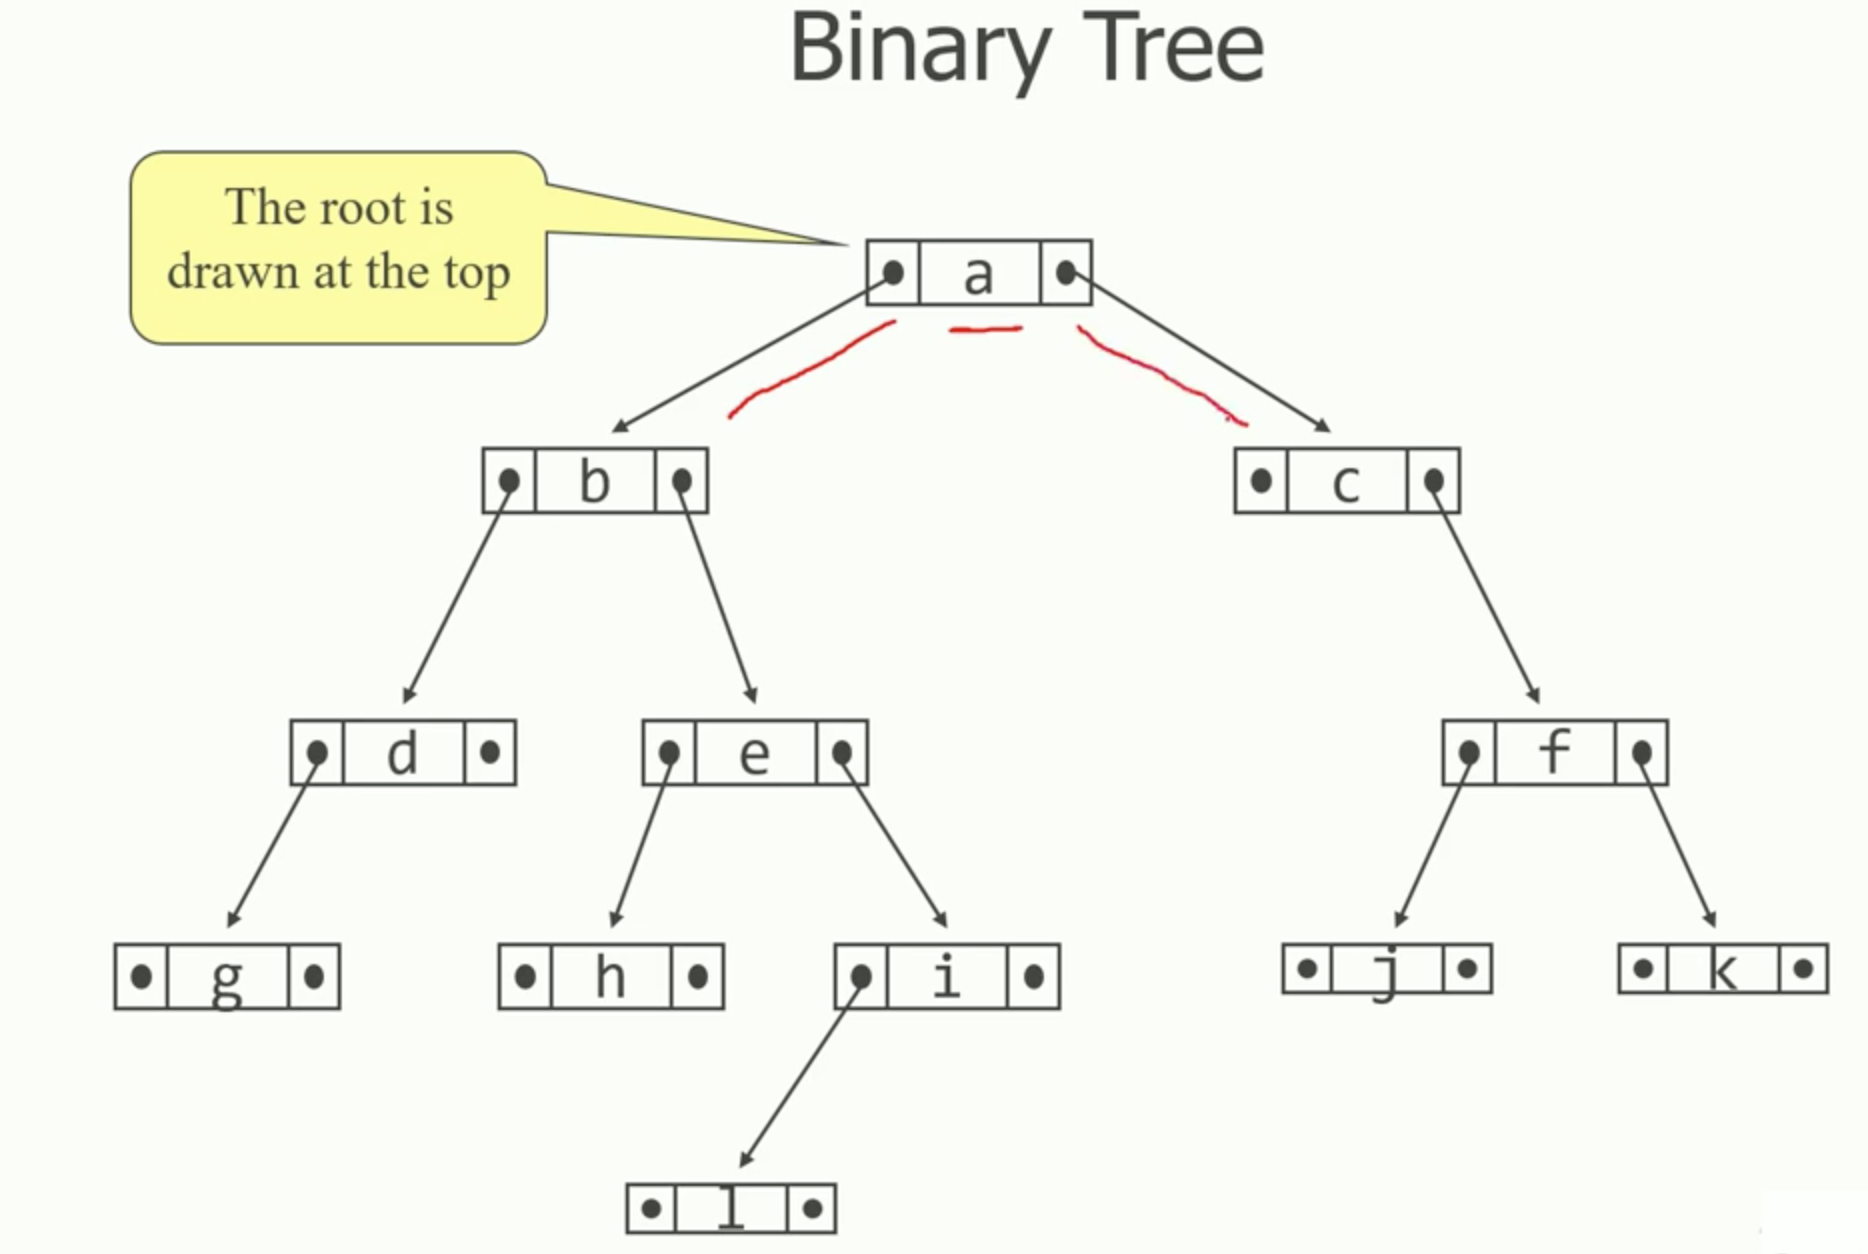 Binary Tree
The root is
drawn at the top
a
b
c
d
e
f
g
h
i
j
k
l